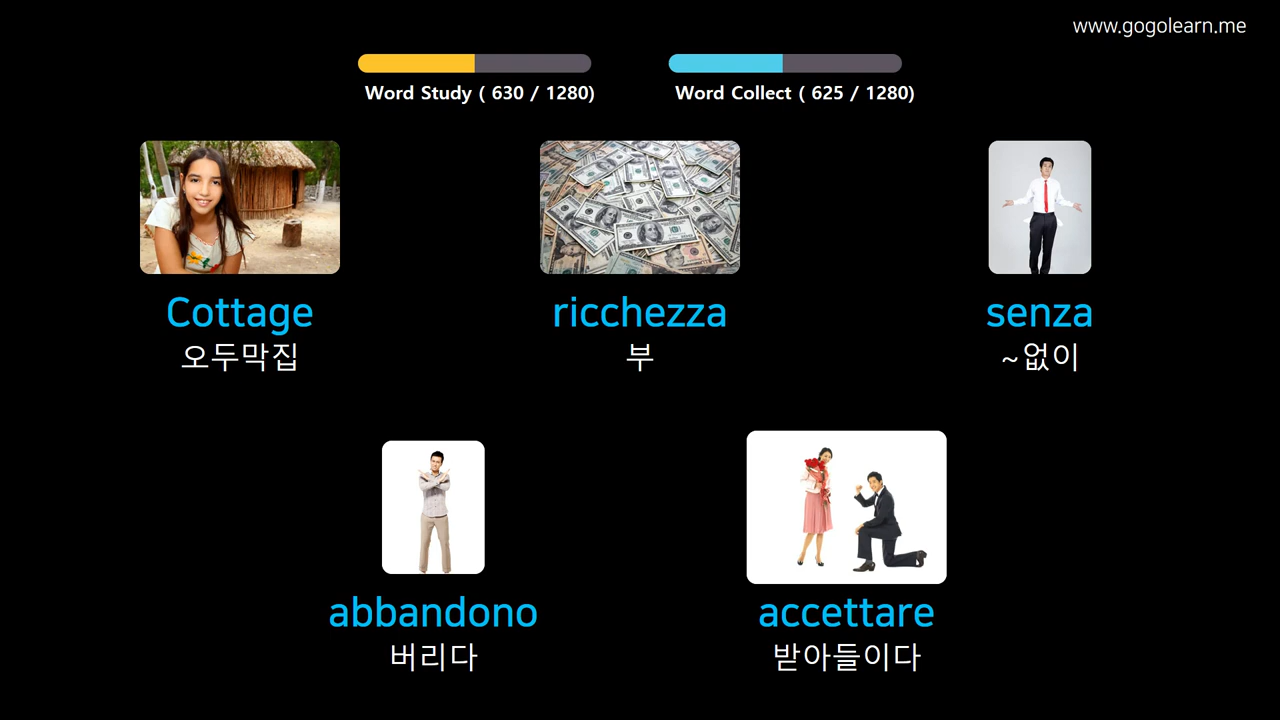 www.gogolearn.me
Word Study ( 630 / 1280)
Word Collect ( 625 / 1280)
Cottage
오두막집
ricchezza
부
senza
~없이
abbandono
버리다
accettare
받아들이다